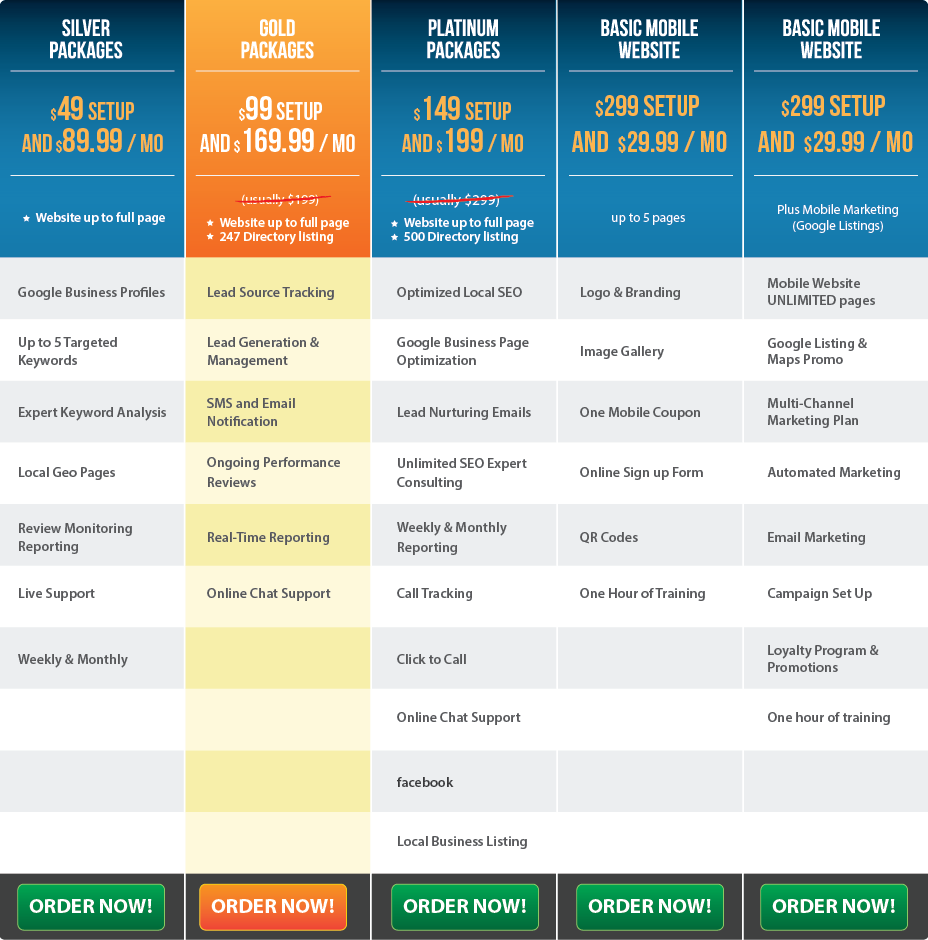 SILVER
PACKAGES
$49 SETUP
AND $89.99 / MO
★ Website up to full page
Google Business Profiles
Up to 5 Targeted
Keywords
Expert Keyword Analysis
Local Geo Pages
Review Monitoring
Reporting
Live Support
Weekly & Monthly
ORDER NOW!
GOLD
PACKAGES
$99 SETUP
AND $169.99 / MO
(usually $199)
★ Website up to full page
★ 247 Directory listing
Lead Source Tracking
Lead Generation &
Management
SMS and Email
Notification
Ongoing Performance
Reviews
Real-Time Reporting
Online Chat Support
ORDER NOW!
PLATINUM
PACKAGES
$149 SETUP
AND $199 / MO
(usually $299)
★ Website up to full page
★ 500 Directory listing
Optimized Local SEO
Google Business Page
Optimization
Lead Nurturing Emails
Unlimited SEO Expert
Consulting
Weekly & Monthly
Reporting
Call Tracking
Click to Call
Online Chat Support
facebook
Local Business Listing
ORDER NOW!
BASIC MOBILE
WEBSITE
$299 SETUP
AND $29.99 / MO
up to 5 pages
Logo & Branding
Image Gallery
One Mobile Coupon
Online Sign up Form
QR Codes
One Hour of Training
ORDER NOW!
BASIC MOBILE
WEBSITE
$299 SETUP
AND $29.99 / MO
Plus Mobile Marketing
(Google Listings)
Mobile Website
UNLIMITED pages
Google Listing &
Maps Promo
Multi-Channel
Marketing Plan
Automated Marketing
Email Marketing
Campaign Set Up
Loyalty Program &
Promotions
One hour of training
ORDER NOW!